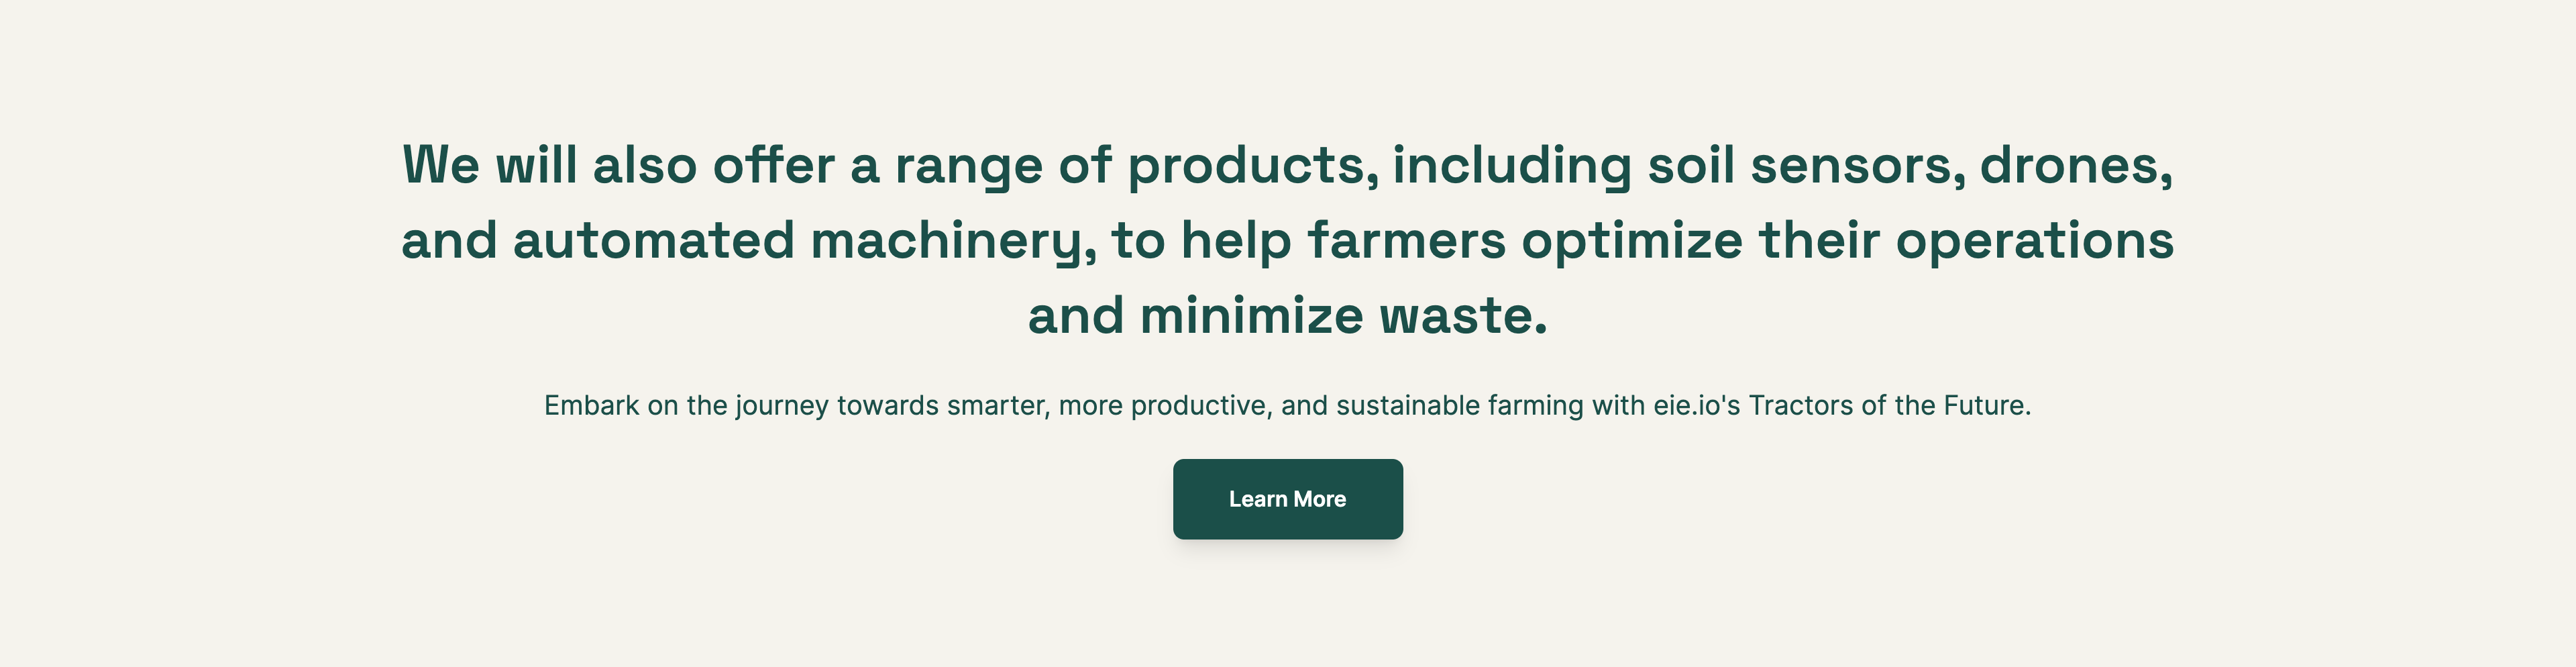 We will also offer a range of products, including soil sensors, drones,
and automated machinery, to help farmers optimize their operations
and minimize waste.
Embark on the journey towards smarter, more productive, and sustainable farming with eie.io's Tractors of the Future.
Learn More